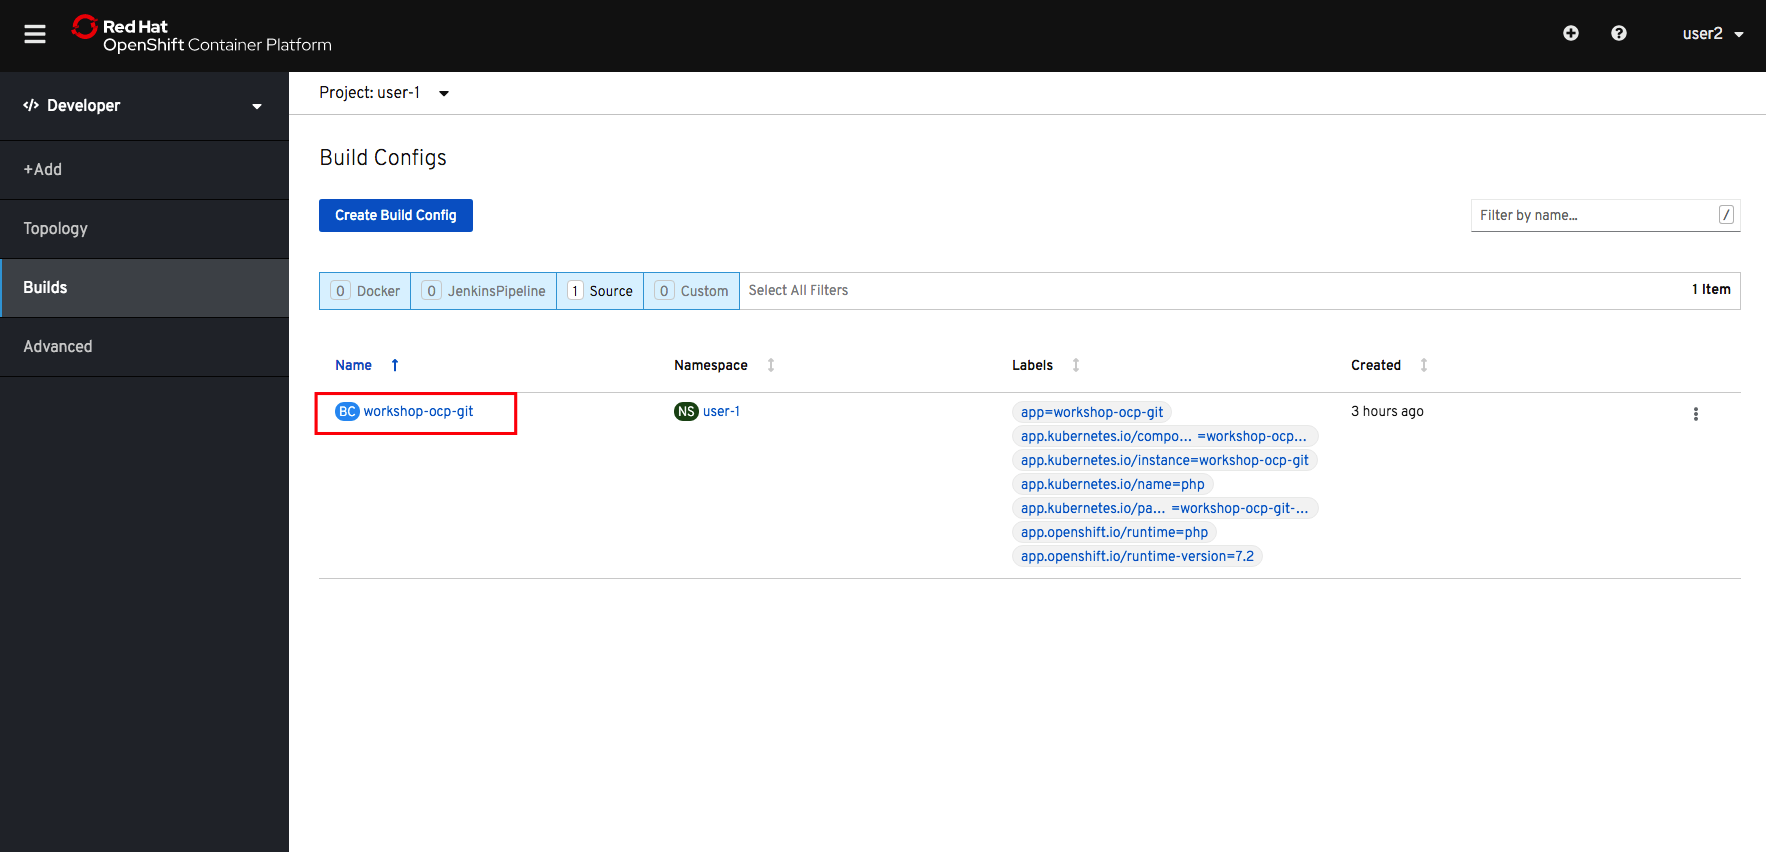 Red Hat
OpenShift Container Platform
user2
</> Developer
+Add
Topology
Builds
Advanced
Project: user-1
Build Configs
Create Build Config
Filter by name...
/
0 Docker
0 JenkinsPipeline
1 Source
0 Custom
Select All Filters
1 Item
Name
Namespace
Labels
Created
BC workshop-ocp-git
NS user-1
app=workshop-ocp-git
app.kubernetes.io/compo... =workshop-ocp...
app.kubernetes.io/instance=workshop-ocp-git
app.kubernetes.io/name=php
app.kubernetes.io/pa... =workshop-ocp-git-...
app.openshift.io/runtime=php
app.openshift.io/runtime-version=7.2
3 hours ago